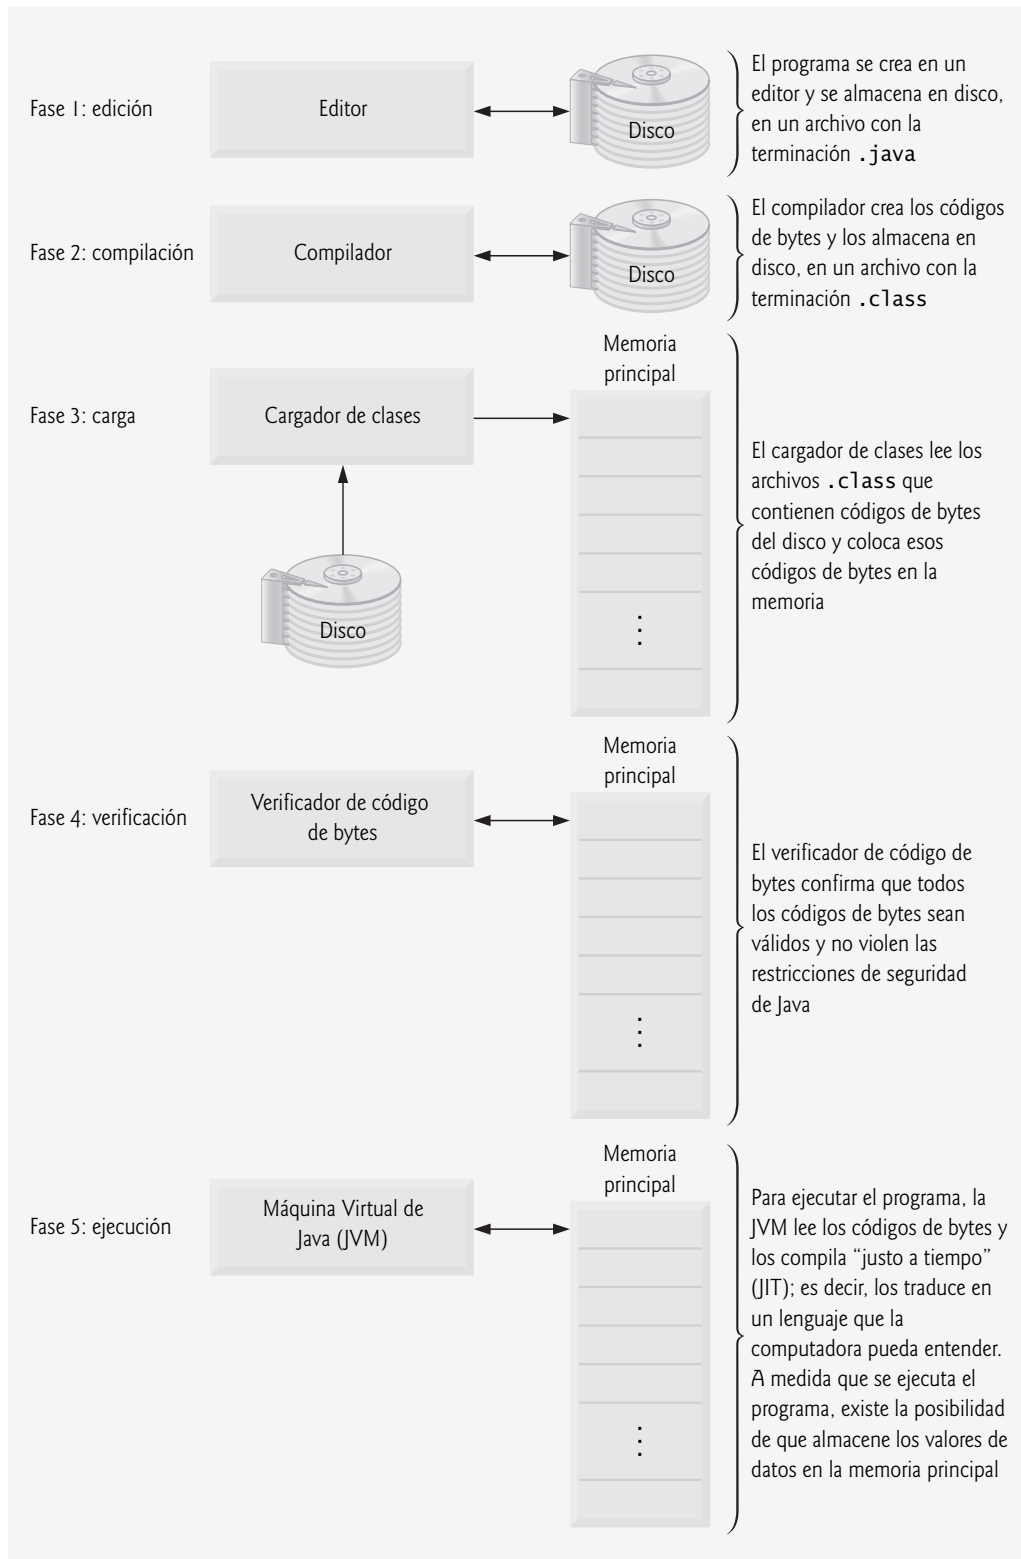 Fase 1: edición
Editor
Disco
El programa se crea en un
editor y se almacena en disco,
en un archivo con la
terminación .java
Fase 2: compilación
Compilador
Disco
El compilador crea los códigos
de bytes y los almacena en
disco, en un archivo con la
terminación .class
Fase 3: carga
Cargador de clases
Disco
Memoria
principal
El cargador de clases lee los
archivos .class que
contienen códigos de bytes
del disco y coloca esos
códigos de bytes en la
memoria
Fase 4: verificación
Verificador de código
de bytes
Memoria
principal
El verificador de código de
bytes confirma que todos
los códigos de bytes sean
válidos y no violen las
restricciones de seguridad
de Java
Fase 5: ejecución
Máquina Virtual de
Java (JVM)
Memoria
principal
Para ejecutar el programa, la
JVM lee los códigos de bytes y
los compila “justo a tiempo”
(JIT); es decir, los traduce en
un lenguaje que la
computadora pueda entender.
A medida que se ejecuta el
programa, existe la posibilidad
de que almacene los valores de
datos en la memoria principal